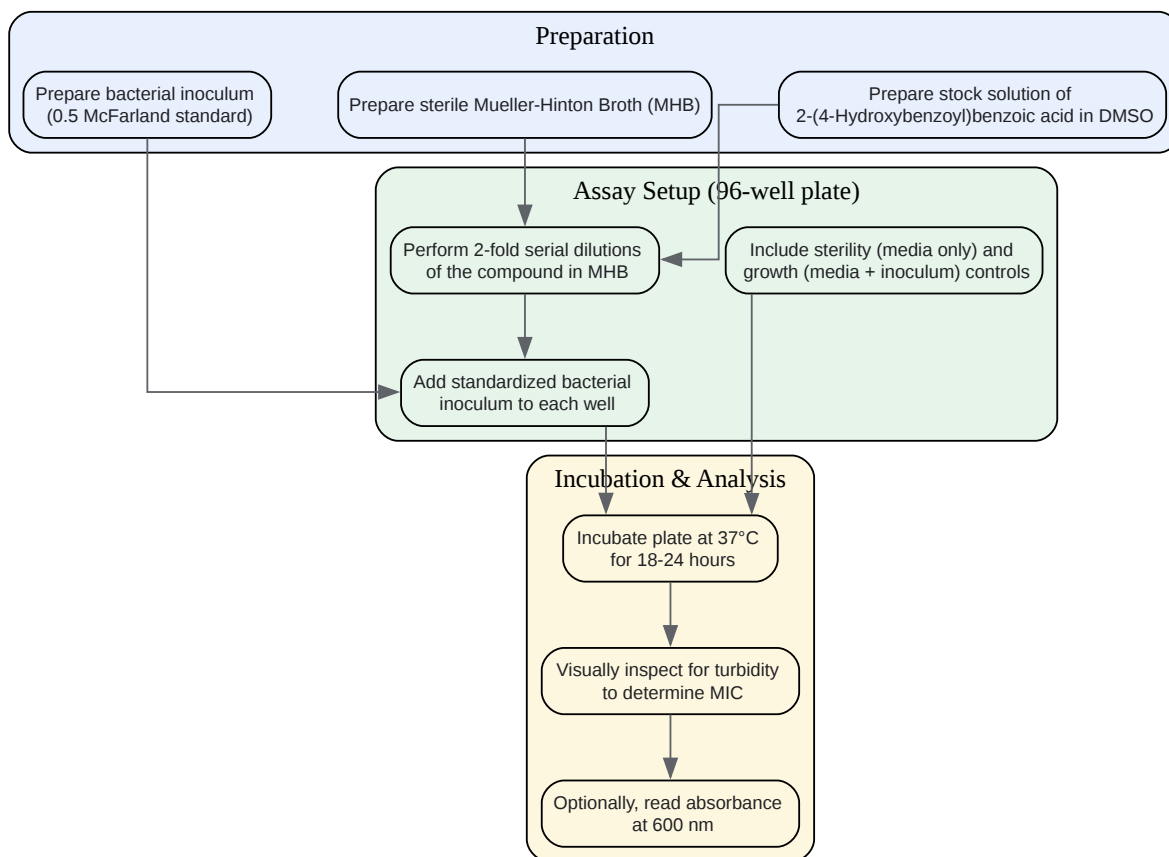 Preparation
Prepare bacterial inoculum
(0.5 McFarland standard)
Prepare sterile Mueller-Hinton Broth (MHB)
Prepare stock solution of
2-(4-Hydroxybenzoyl)benzoic acid in DMSO
Assay Setup (96-well plate)
Perform 2-fold serial dilutions
of the compound in MHB
Include sterility (media only) and
growth (media + inoculum) controls
Add standardized bacterial
inoculum to each well
Incubation & Analysis
Incubate plate at 37°C
for 18-24 hours
Visually inspect for turbidity
to determine MIC
Optionally, read absorbance
at 600 nm